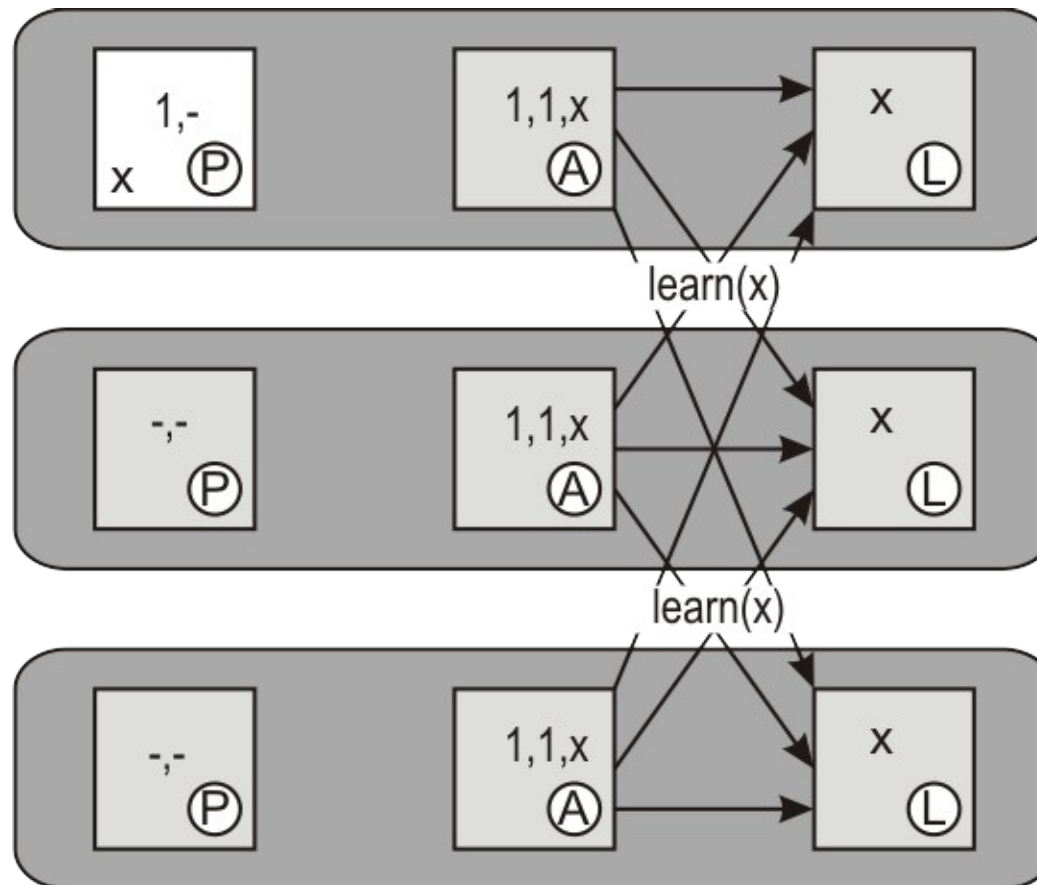 1,-
x P
1,1,x
A
x
L
learn(x)
-,-
P
1,1,x
A
x
L
learn(x)
-,-
P
1,1,x
A
x
L